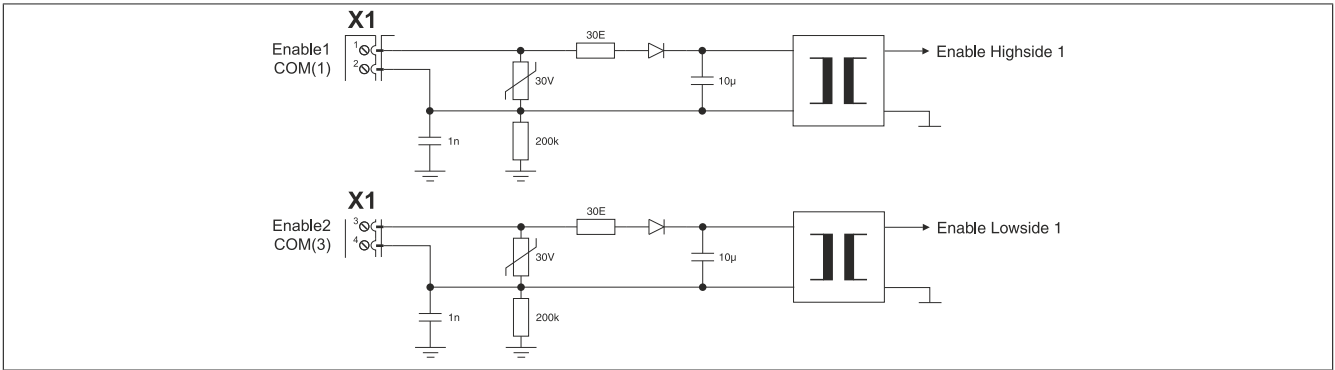 X1
Enable1
COM(1)
1
2
30E
30V
10µ
1n
200k
Enable Highside 1
X1
Enable2
COM(3)
3
4
30E
30V
10µ
1n
200k
Enable Lowside 1